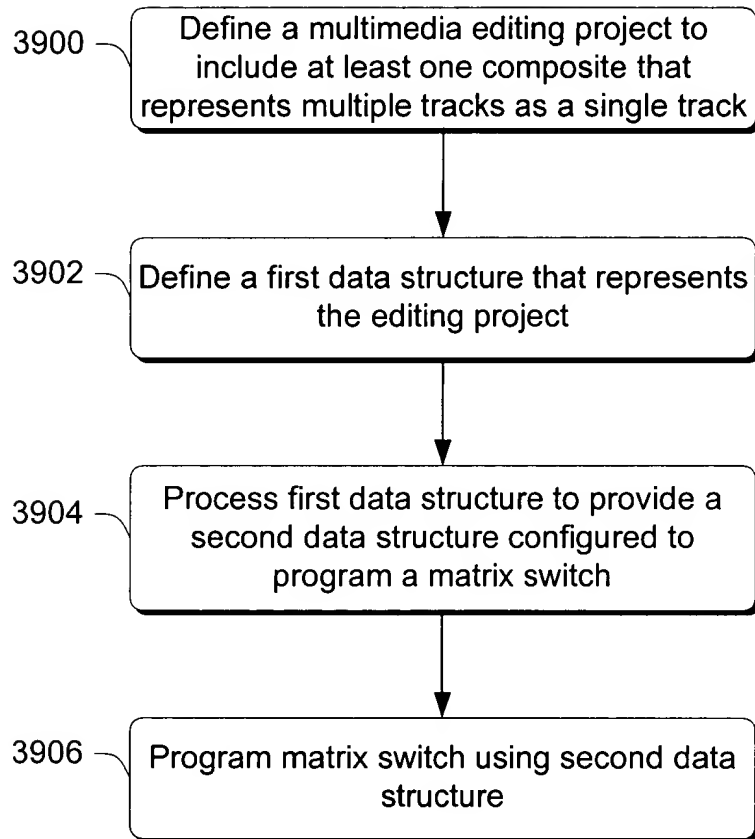 3900
Define a multimedia editing project to
include at least one composite that
represents multiple tracks as a single track
3902
Define a first data structure that represents
the editing project
3904
Process first data structure to provide a
second data structure configured to
program a matrix switch
3906
Program matrix switch using second data
structure